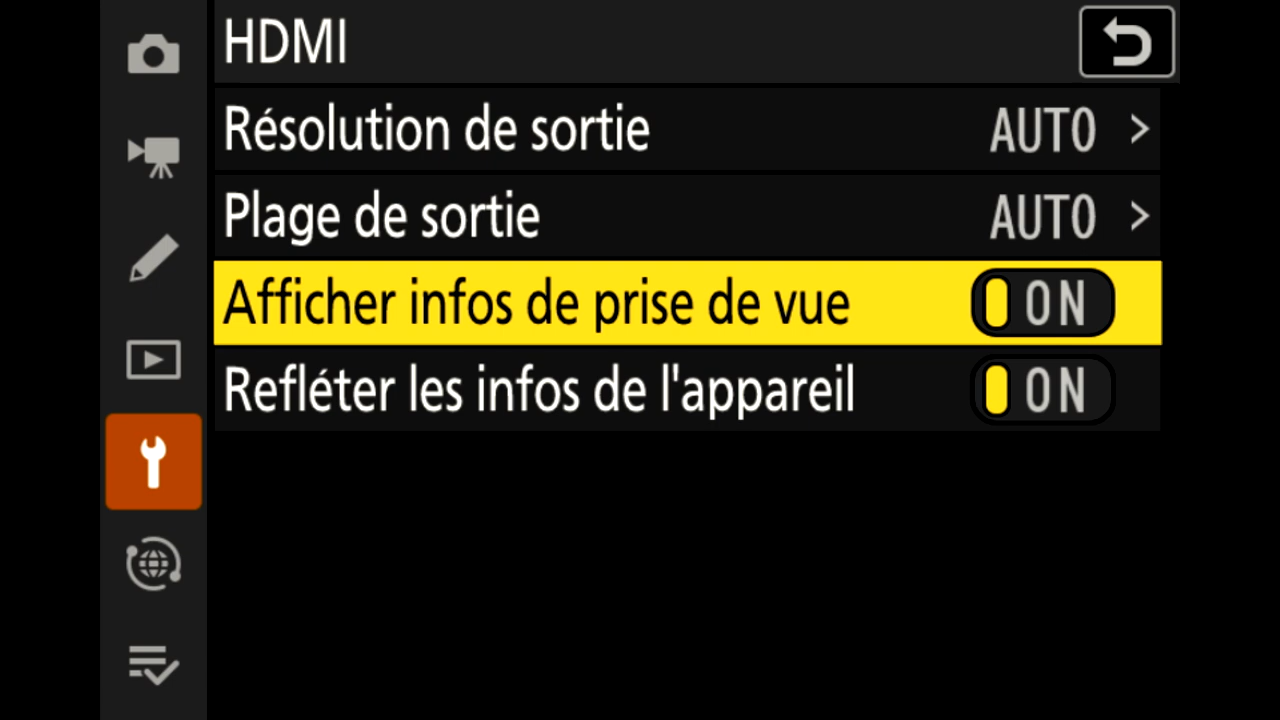 HDMI
Résolution de sortie AUTO >
Plage de sortie AUTO >
Afficher infos de prise de vue ON
Refléter les infos de l'appareil ON